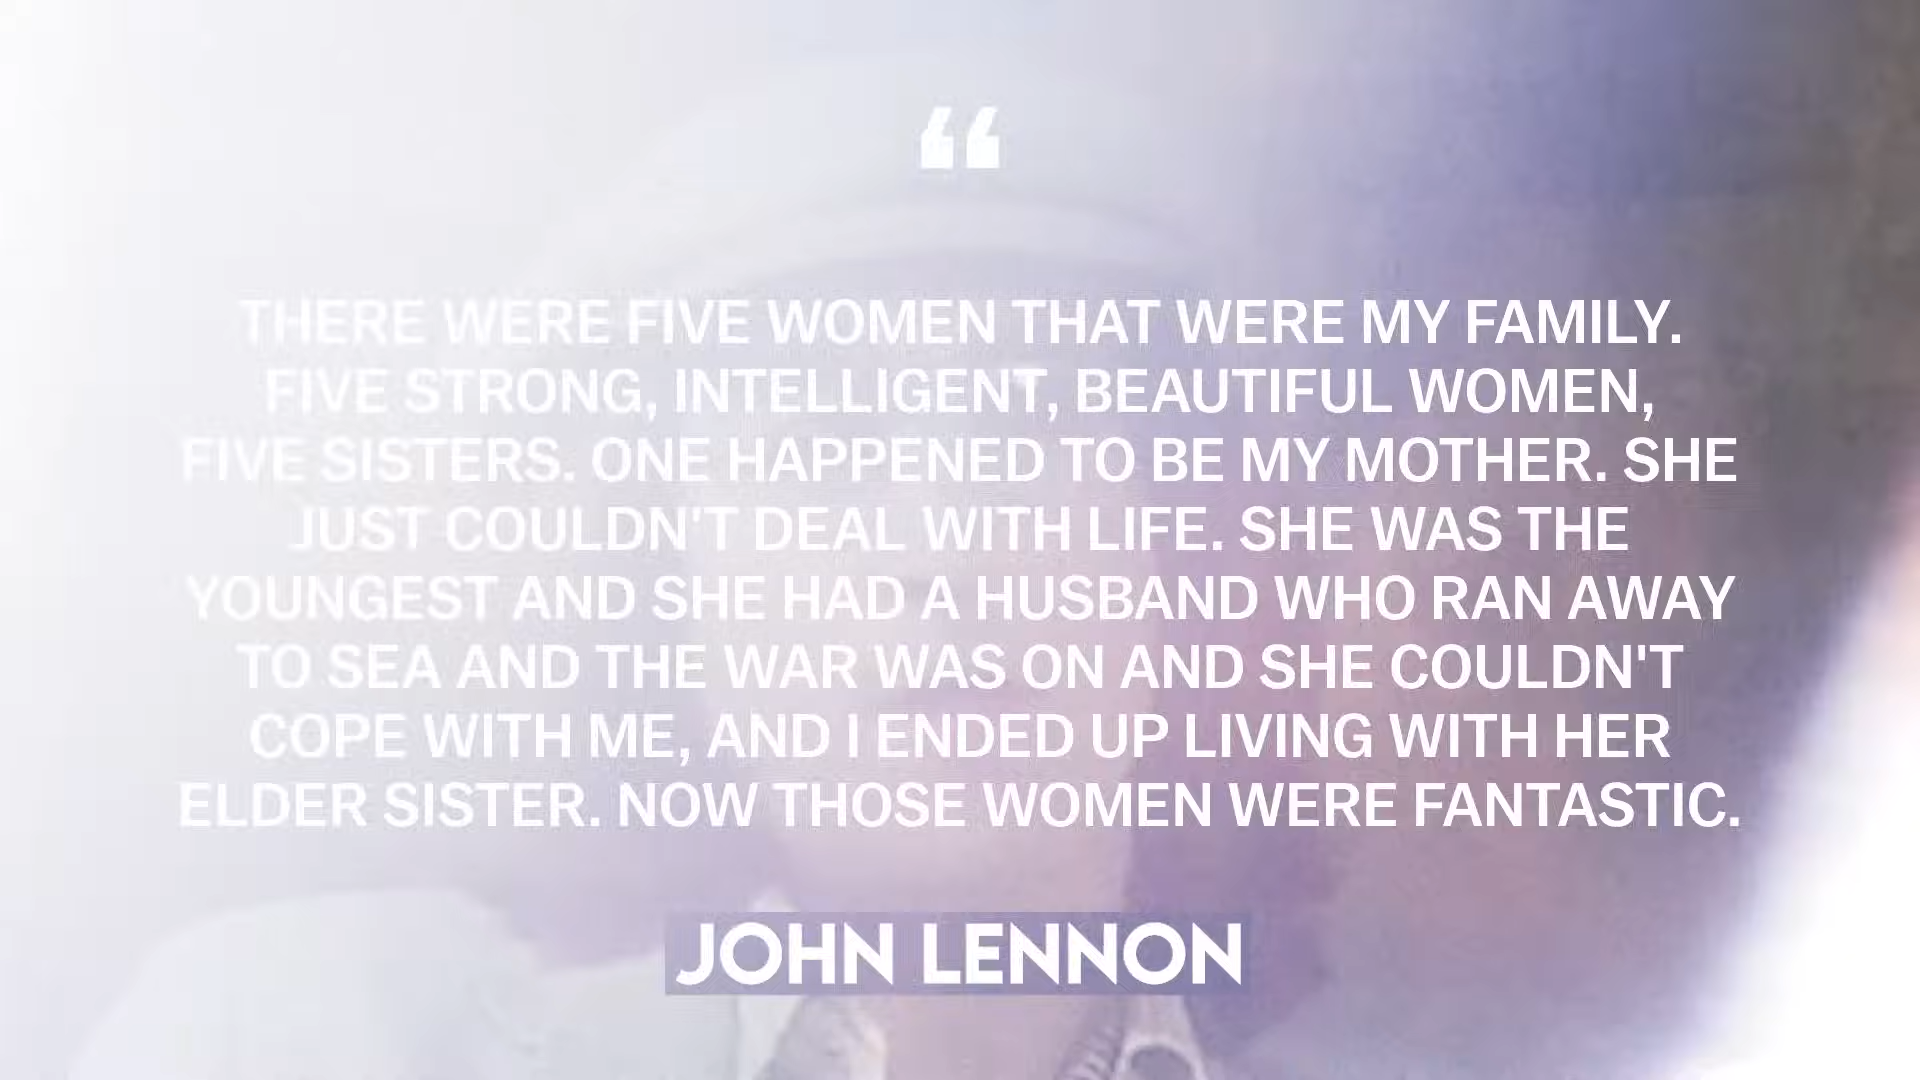 “
THERE WERE FIVE WOMEN THAT WERE MY FAMILY.
FIVE STRONG, INTELLIGENT, BEAUTIFUL WOMEN,
FIVE SISTERS. ONE HAPPENED TO BE MY MOTHER. SHE
JUST COULDN'T DEAL WITH LIFE. SHE WAS THE
YOUNGEST AND SHE HAD A HUSBAND WHO RAN AWAY
TO SEA AND THE WAR WAS ON AND SHE COULDN'T
COPE WITH ME, AND I ENDED UP LIVING WITH HER
ELDER SISTER. NOW THOSE WOMEN WERE FANTASTIC.
JOHN LENNON